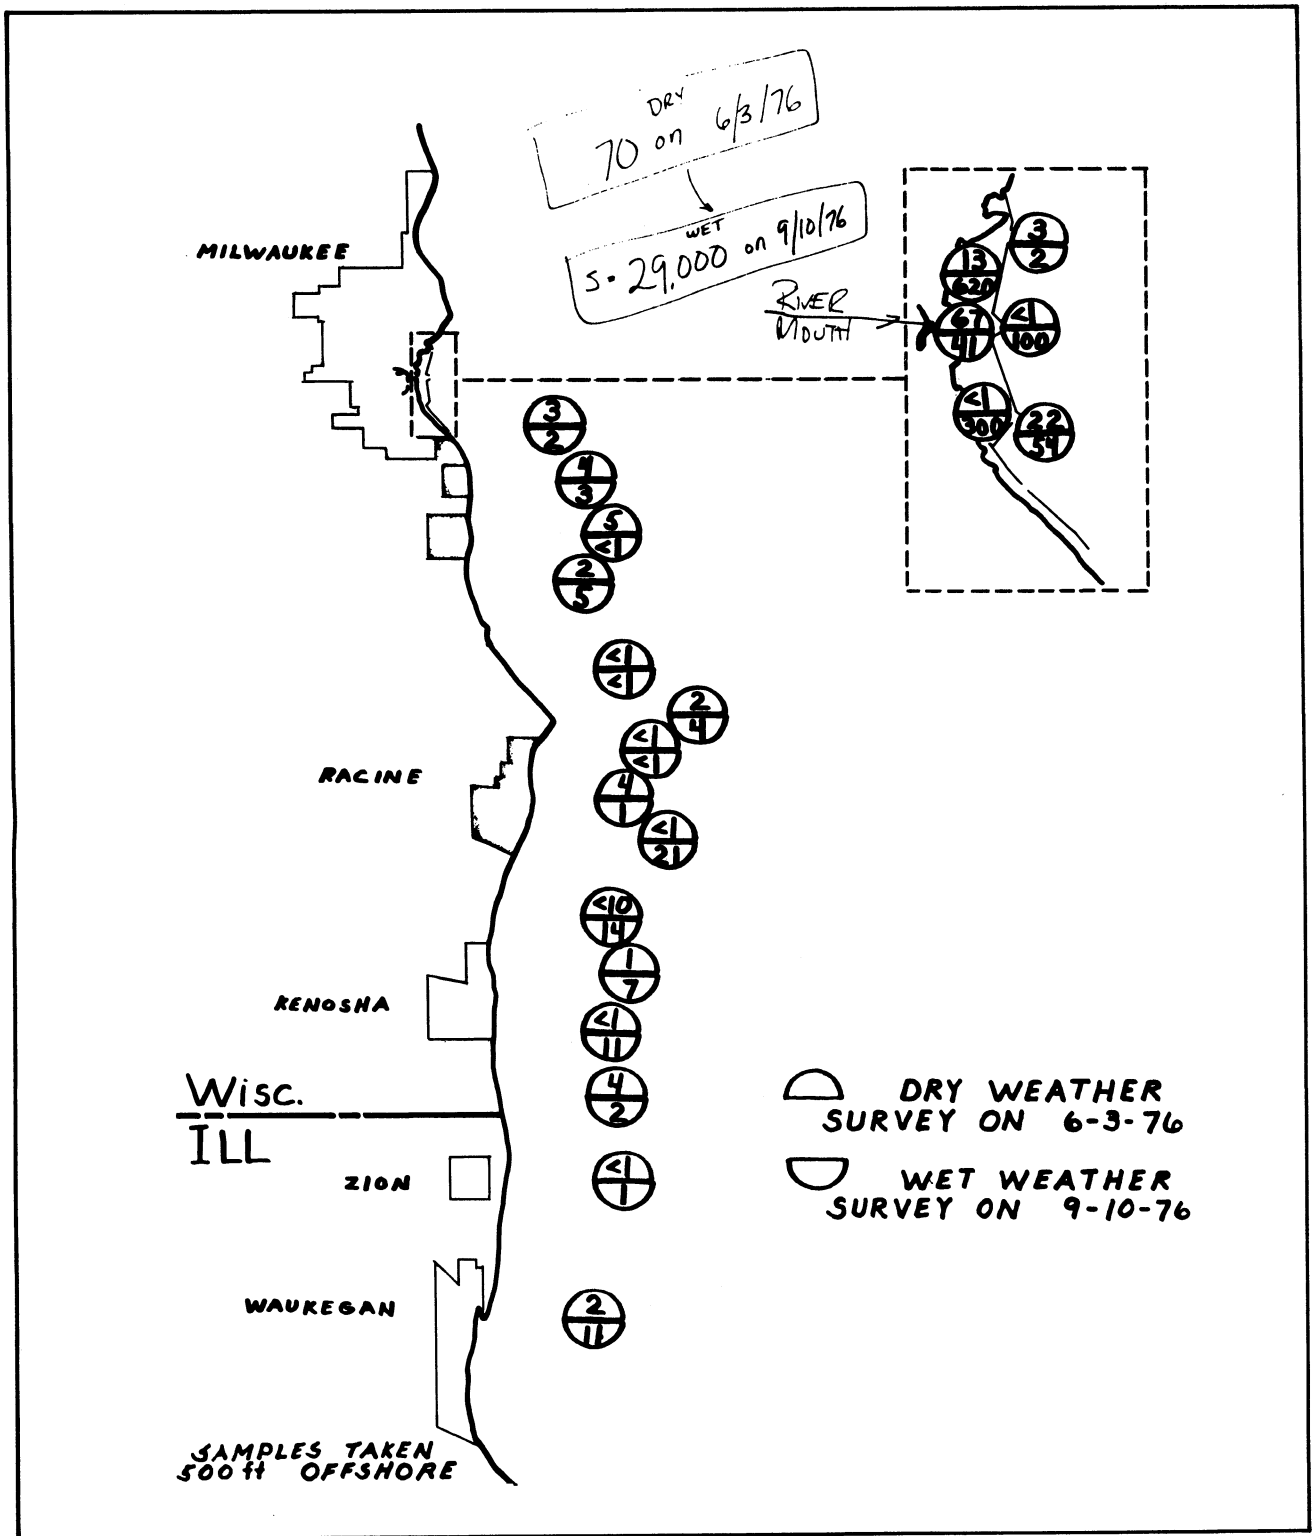 DRY
70 on 6/3/76
WET
S = 29,000 on 9/10/76
MILWAUKEE
RIVER
MOUTH
3
2
13
620
67
41
<1
100
<1
300
22
54
3
2
4
3
5
<1
2
5
<1
<1
2
4
<1
<1
RACINE
4
1
<1
21
<10
14
1
7
KENOSHA
<1
11
4
2
Wisc.
ILL
DRY WEATHER
SURVEY ON 6-3-76
WET WEATHER
SURVEY ON 9-10-76
ZION
<1
1
WAUKEGAN
2
11
SAMPLES TAKEN
500 ft OFFSHORE